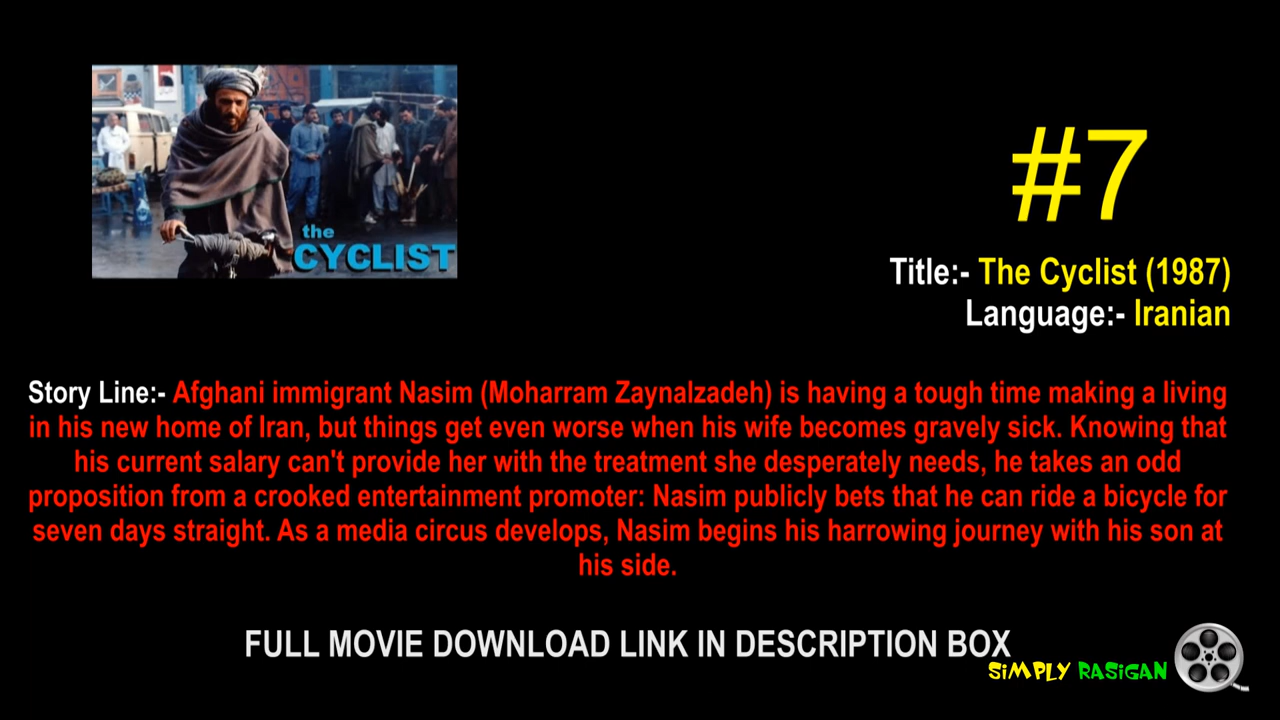 the
CYCLIST
#7
Title:- The Cyclist (1987)
Language:- Iranian
Story Line:- Afghani immigrant Nasim (Moharram Zaynalzadeh) is having a tough time making a living
in his new home of Iran, but things get even worse when his wife becomes gravely sick. Knowing that
his current salary can't provide her with the treatment she desperately needs, he takes an odd
proposition from a crooked entertainment promoter: Nasim publicly bets that he can ride a bicycle for
seven days straight. As a media circus develops, Nasim begins his harrowing journey with his son at
his side.
FULL MOVIE DOWNLOAD LINK IN DESCRIPTION BOX
SiMPLY RASiGAN